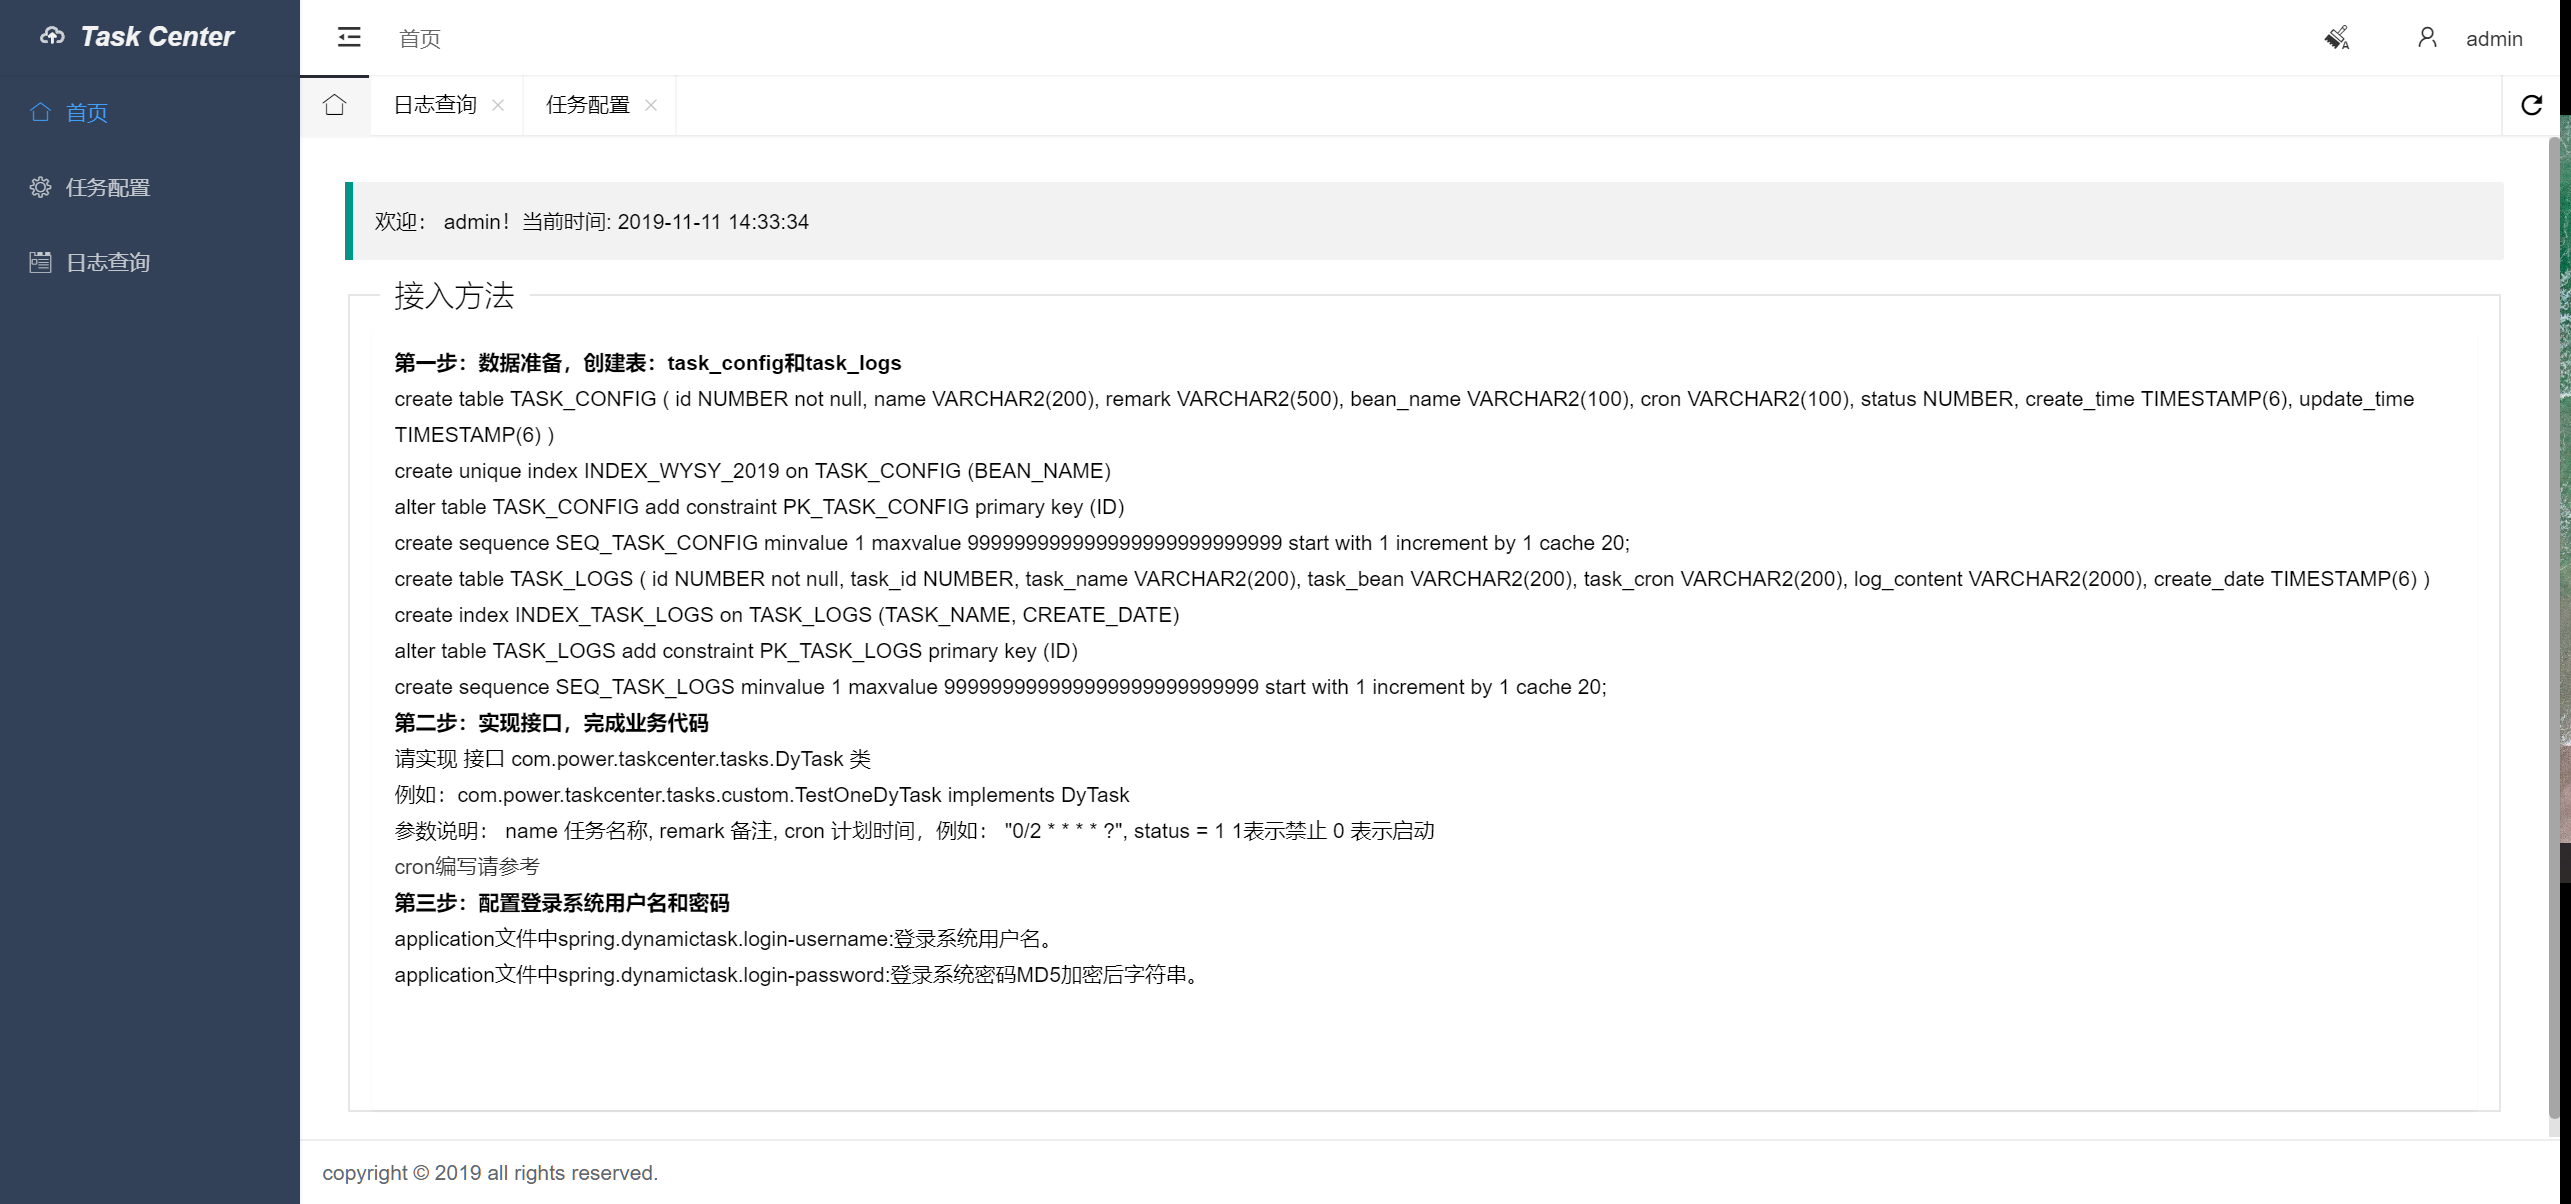 Task Center
首页
admin
首页
任务配置
日志查询
日志查询
任务配置
欢迎： admin！当前时间: 2019-11-11 14:33:34
接入方法
第一步：数据准备，创建表：task_config和task_logs
create table TASK_CONFIG ( id NUMBER not null, name VARCHAR2(200), remark VARCHAR2(500), bean_name VARCHAR2(100), cron VARCHAR2(100), status NUMBER, create_time TIMESTAMP(6), update_time
TIMESTAMP(6) )
create unique index INDEX_WYSY_2019 on TASK_CONFIG (BEAN_NAME)
alter table TASK_CONFIG add constraint PK_TASK_CONFIG primary key (ID)
create sequence SEQ_TASK_CONFIG minvalue 1 maxvalue 999999999999999999999999999 start with 1 increment by 1 cache 20;
create table TASK_LOGS ( id NUMBER not null, task_id NUMBER, task_name VARCHAR2(200), task_bean VARCHAR2(200), task_cron VARCHAR2(200), log_content VARCHAR2(2000), create_date TIMESTAMP(6) )
create index INDEX_TASK_LOGS on TASK_LOGS (TASK_NAME, CREATE_DATE)
alter table TASK_LOGS add constraint PK_TASK_LOGS primary key (ID)
create sequence SEQ_TASK_LOGS minvalue 1 maxvalue 999999999999999999999999999 start with 1 increment by 1 cache 20;
第二步：实现接口，完成业务代码
请实现 接口 com.power.taskcenter.tasks.DyTask 类
例如：com.power.taskcenter.tasks.custom.TestOneDyTask implements DyTask
参数说明： name 任务名称, remark 备注, cron 计划时间，例如： "0/2 * * * * ?", status = 1 1表示禁止 0 表示启动
cron编写请参考
第三步：配置登录系统用户名和密码
application文件中spring.dynamictask.login-username:登录系统用户名。
application文件中spring.dynamictask.login-password:登录系统密码MD5加密后字符串。
copyright © 2019 all rights reserved.